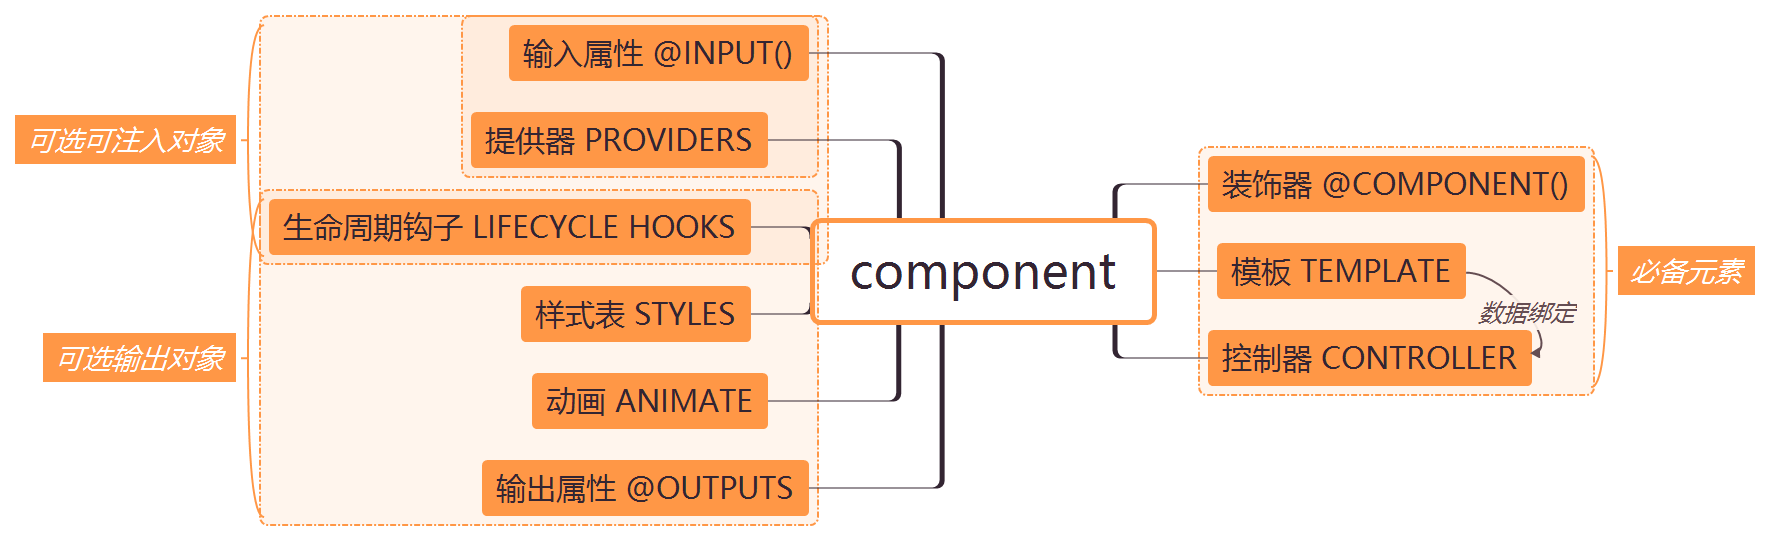 输入属性 @INPUT()
可选可注入对象
提供器 PROVIDERS
生命周期钩子 LIFECYCLE HOOKS
样式表 STYLES
可选输出对象
动画 ANIMATE
输出属性 @OUTPUTS
component
装饰器 @COMPONENT()
模板 TEMPLATE
数据绑定
控制器 CONTROLLER
必备元素